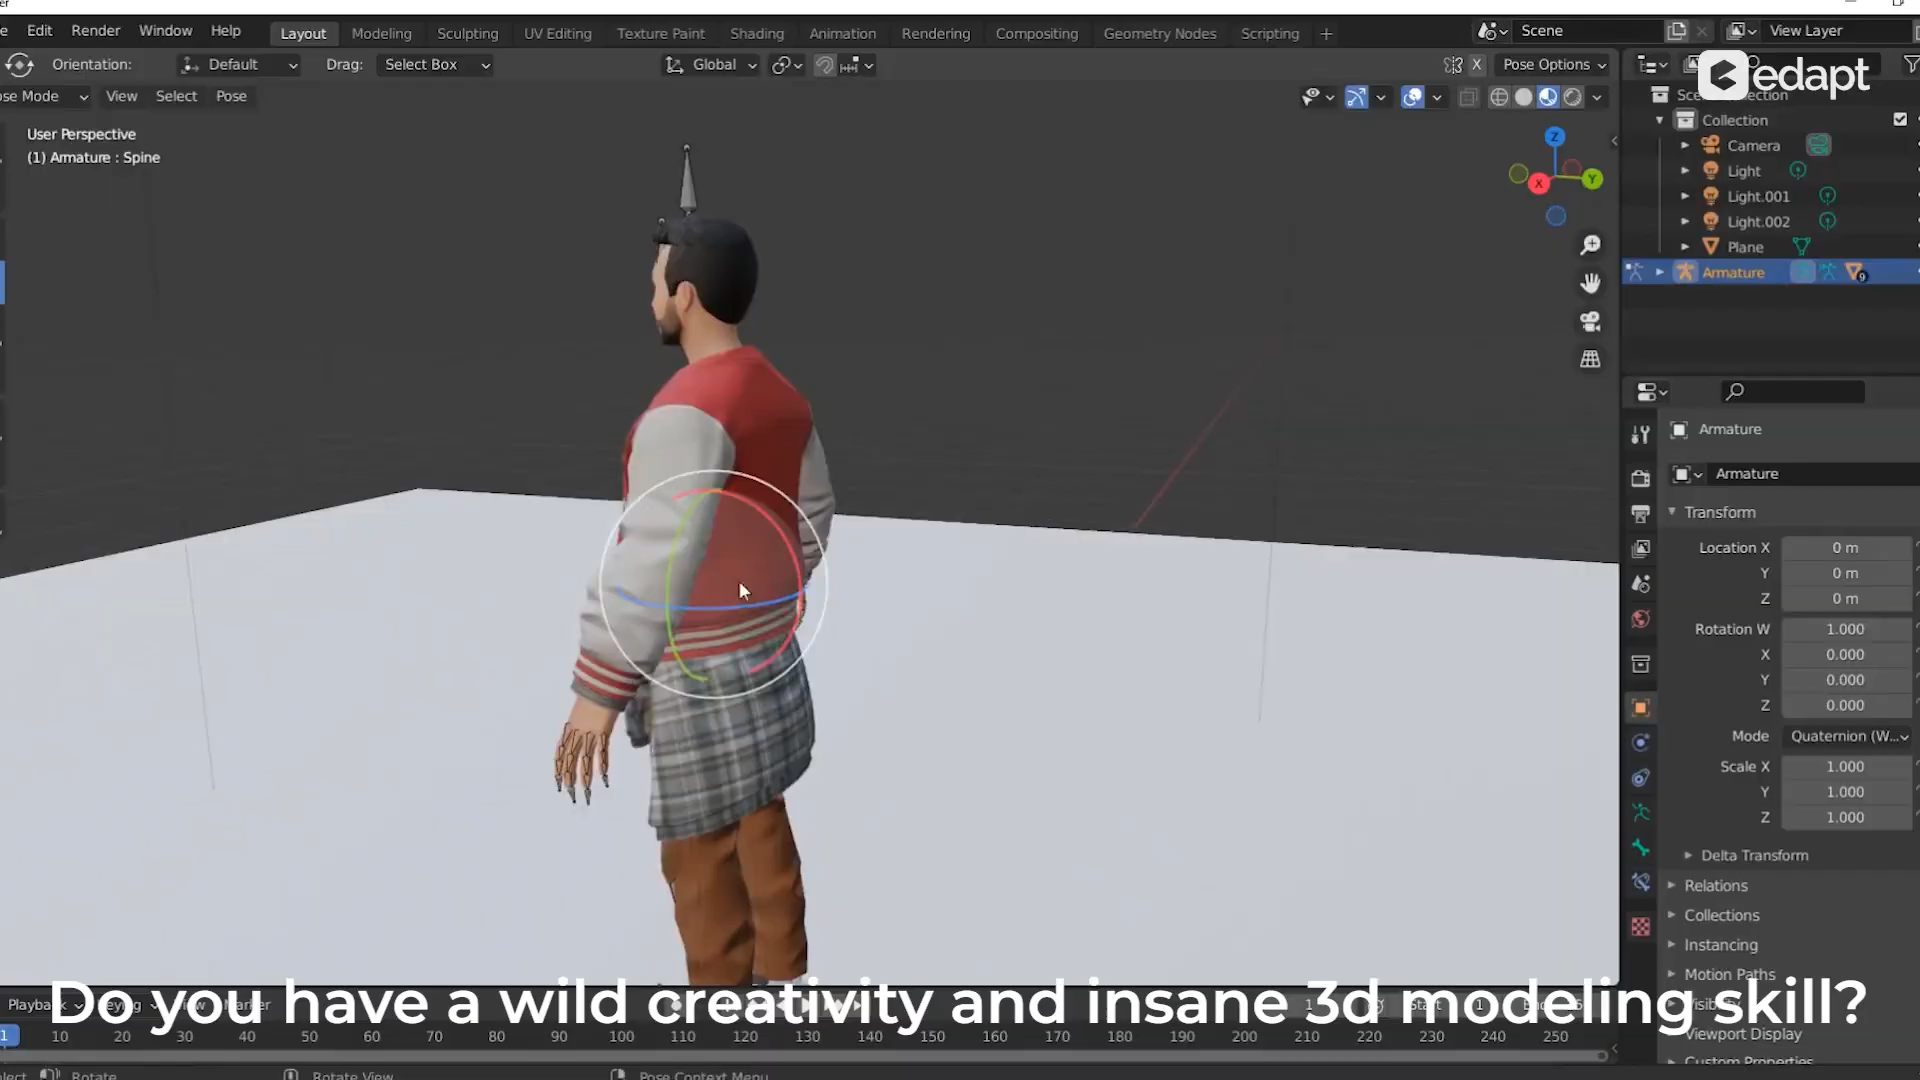 Edit Render Window Help Layout Modeling Sculpting UV Editing Texture Paint Shading Animation Rendering Compositing Geometry Nodes Scripting + Scene View Layer
Orientation: Default Drag: Select Box Global X Pose Options
edapt
View Select Pose
User Perspective
(1) Armature : Spine
Z
X
Y
Collection
Camera
Light
Light.001
Light.002
Plane
Armature
Armature
Armature
Transform
Location X 0 m
Y 0 m
Z 0 m
Rotation W 1.000
X 0.000
Y 0.000
Z 0.000
Mode Quaternion (W...
Scale X 1.000
Y 1.000
Z 1.000
Delta Transform
Relations
Collections
Instancing
Motion Paths
Viewport Display
Custom Properties
Do you have a wild creativity and insane 3d modeling skill?
1 10 20 30 40 50 60 70 80 90 100 110 120 130 140 150 160 170 180 190 200 210 220 230 240 250
Rotate Rotate View Pose Context Menu